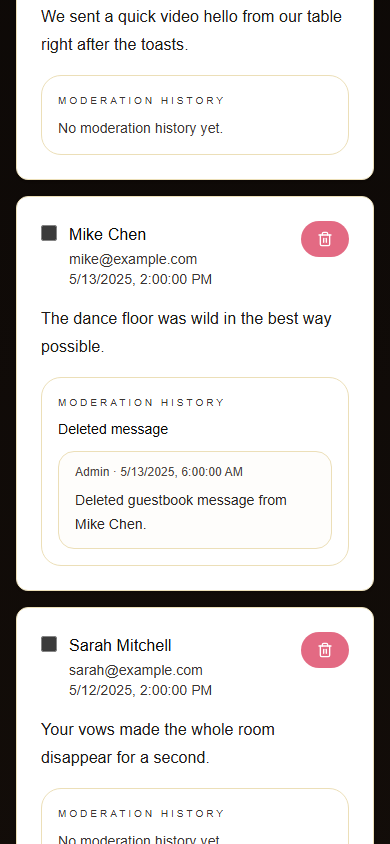 We sent a quick video hello from our table
right after the toasts.
MODERATION HISTORY
No moderation history yet.
Mike Chen
mike@example.com
5/13/2025, 2:00:00 PM
The dance floor was wild in the best way
possible.
MODERATION HISTORY
Deleted message
Admin · 5/13/2025, 6:00:00 AM
Deleted guestbook message from
Mike Chen.
Sarah Mitchell
sarah@example.com
5/12/2025, 2:00:00 PM
Your vows made the whole room
disappear for a second.
MODERATION HISTORY
No moderation history yet.